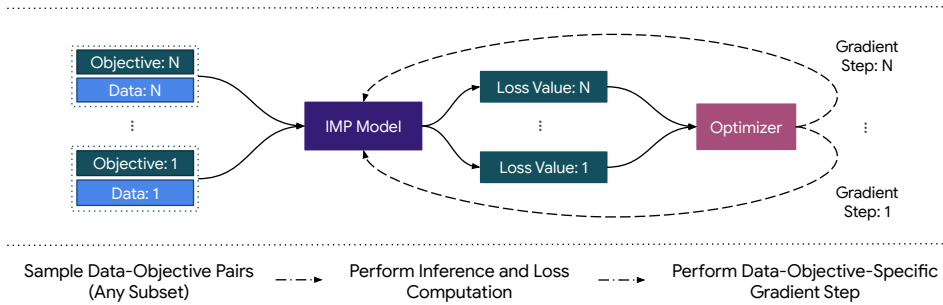 Objective: N
Data: N
Objective: 1
Data: 1
IMP Model
Loss Value: N
Loss Value: 1
Optimizer
Gradient
Step: N
Gradient
Step: 1
Sample Data-Objective Pairs
(Any Subset)
Perform Inference and Loss
Computation
Perform Data-Objective-Specific
Gradient Step